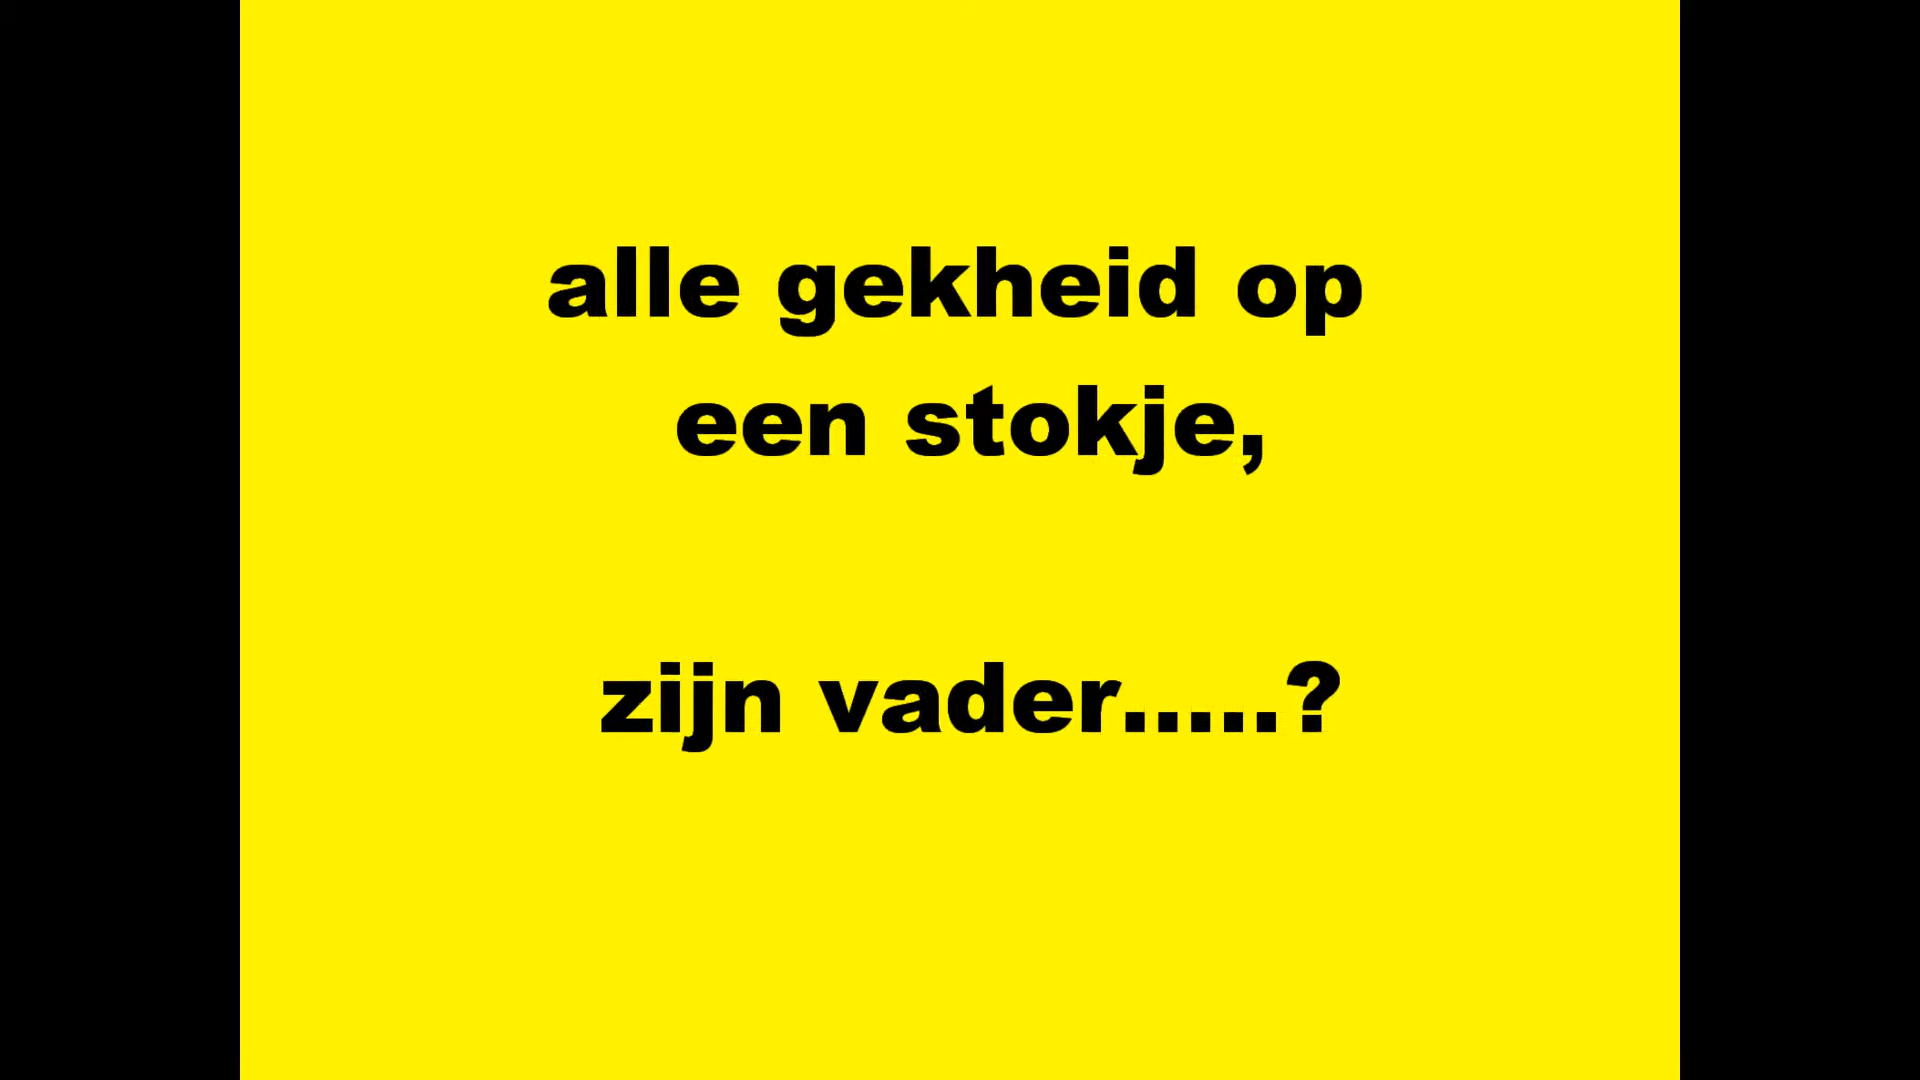 alle gekheid op
een stokje,
zijn vader.....?